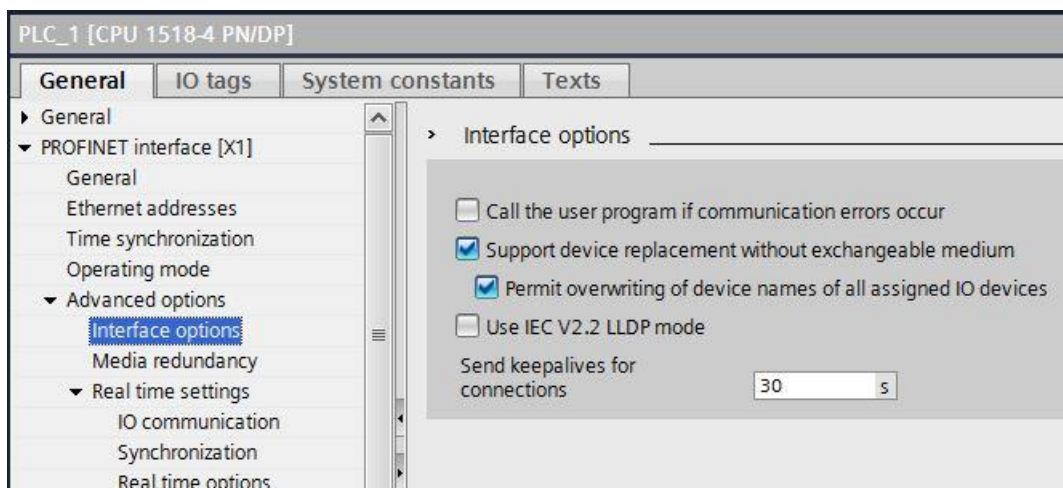 PLC_1 [CPU 1518-4 PN/DP]
General IO tags System constants Texts
General
PROFINET interface [X1]
General
Ethernet addresses
Time synchronization
Operating mode
Advanced options
Interface options
Media redundancy
Real time settings
IO communication
Synchronization
Real time options
Interface options
Call the user program if communication errors occur
Support device replacement without exchangeable medium
Permit overwriting of device names of all assigned IO devices
Use IEC V2.2 LLDP mode
Send keepalives for
connections 30 s